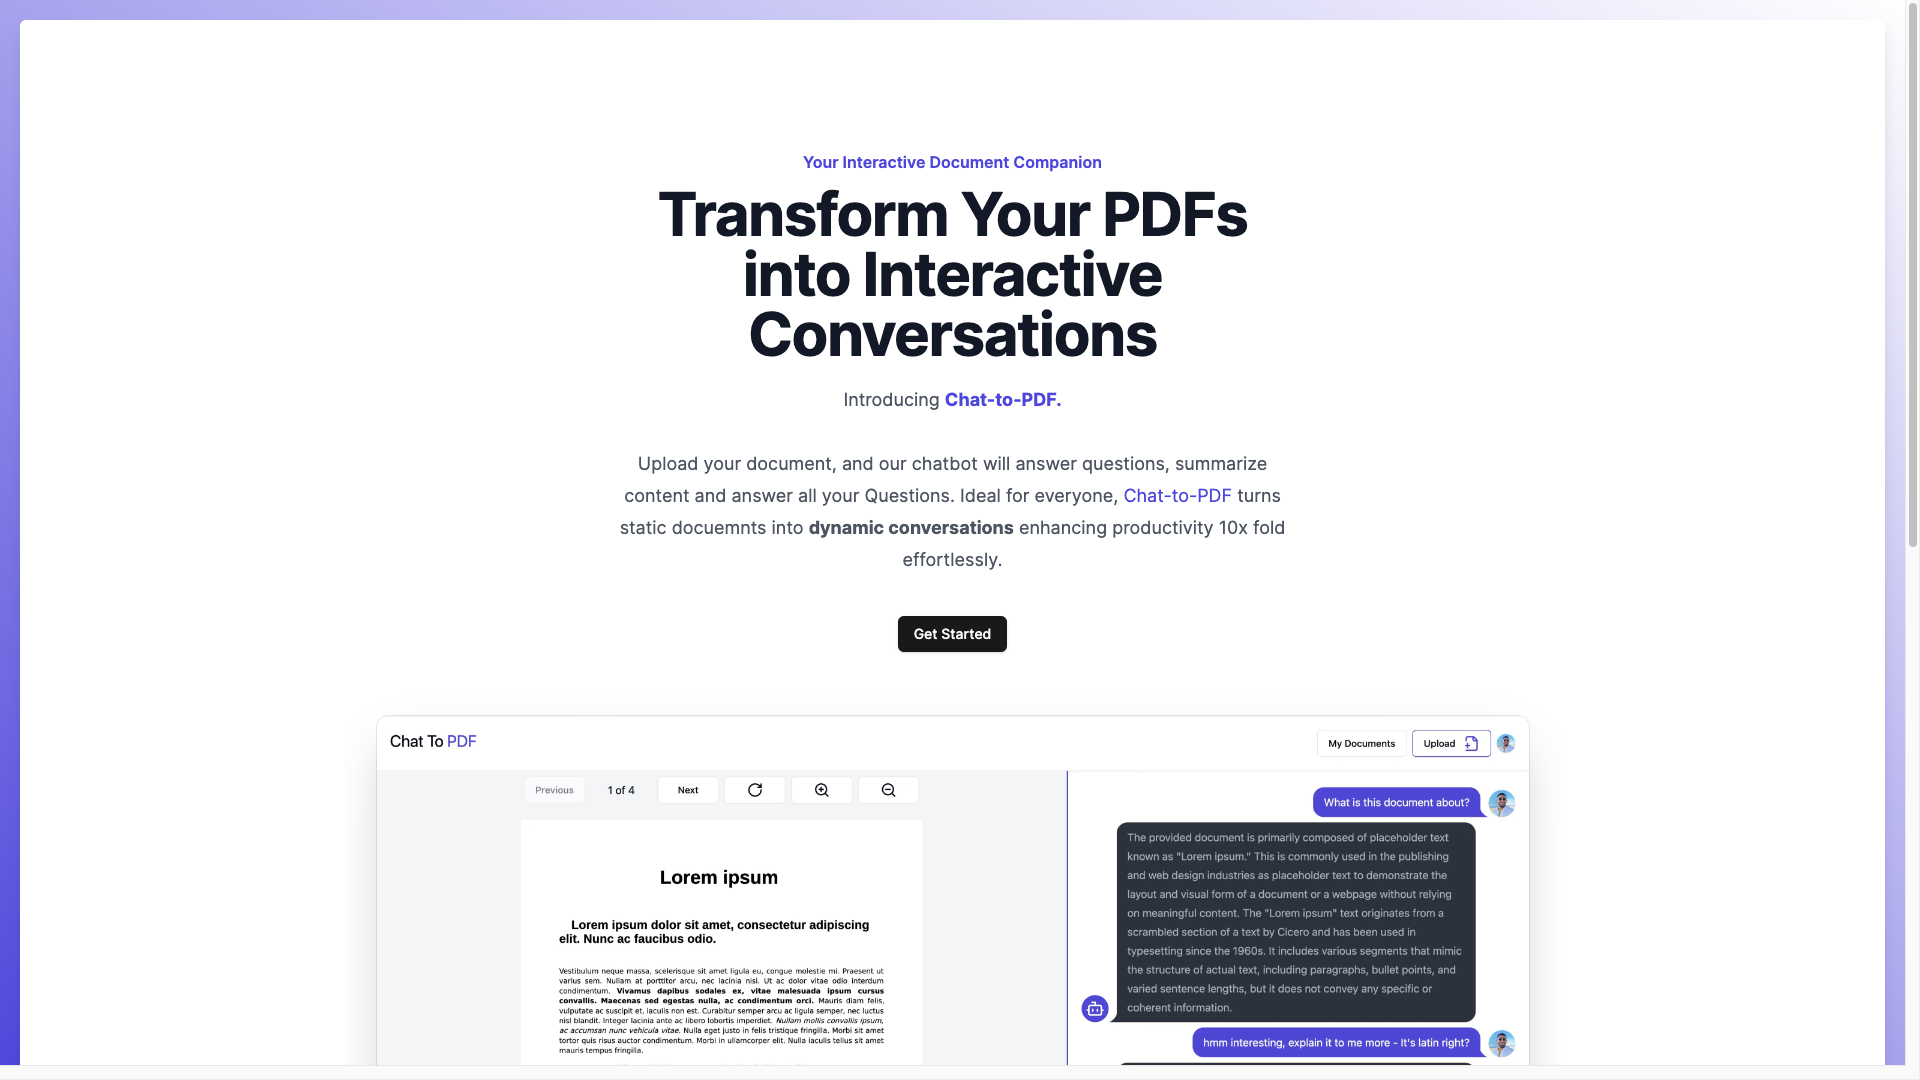 Your Interactive Document Companion
Transform Your PDFs
into Interactive
Conversations
Introducing Chat-to-PDF.
Upload your document, and our chatbot will answer questions, summarize
content and answer all your Questions. Ideal for everyone, Chat-to-PDF turns
static docuemnts into dynamic conversations enhancing productivity 10x fold
effortlessly.
Get Started
Chat To PDF
My Documents
Upload
Previous
1 of 4
Next
Lorem ipsum
Lorem ipsum dolor sit amet, consectetur adipiscing
elit. Nunc ac faucibus odio.
Vestibulum neque massa, scelerisque sit amet ligula eu, congue molestie mi. Praesent ut
varius sem. Nullam at porttitor arcu, nec lacinia nisi. Ut ac dolor vitae odio interdum
condimentum. Vivamus dapibus sodales ex, vitae malesuada ipsum cursus
convallis. Maecenas sed egestas nulla, ac condimentum orci. Mauris diam felis,
vulputate ac suscipit et, iaculis non est. Curabitur semper arcu ac ligula semper, nec luctus
nisl blandit. Integer lacinia ante ac libero lobortis imperdiet. Nullam mollis convallis ipsum,
ac accumsan nunc vehicula vitae. Nulla eget justo in felis tristique fringilla. Morbi sit amet
tortor quis risus auctor condimentum. Morbi in ullamcorper elit. Nulla iaculis tellus sit amet
mauris tempus fringilla.
What is this document about?
The provided document is primarily composed of placeholder text
known as "Lorem ipsum." This is commonly used in the publishing
and web design industries as placeholder text to demonstrate the
layout and visual form of a document or a webpage without relying
on meaningful content. The "Lorem ipsum" text originates from a
scrambled section of a text by Cicero and has been used in
typesetting since the 1960s. It includes various segments that mimic
the structure of actual text, including paragraphs, bullet points, and
varied sentence lengths, but it does not convey any specific or
coherent information.
hmm interesting, explain it to me more - It's latin right?